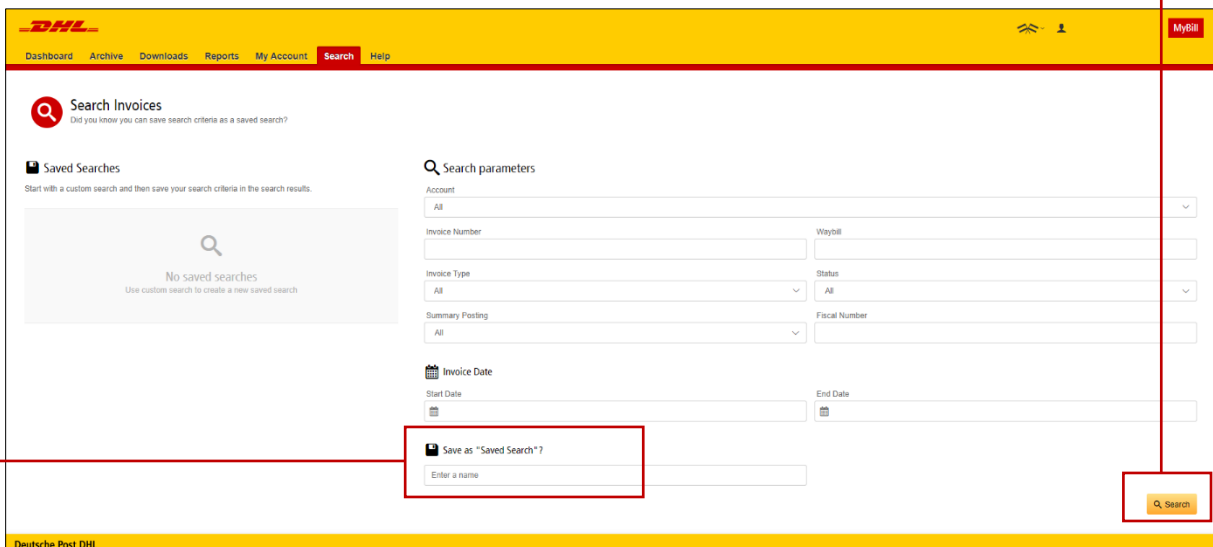 DHL
MyBill
Dashboard Archive Downloads Reports My Account Search Help
Search Invoices
Did you know you can save search criteria as a saved search?
Saved Searches
Start with a custom search and then save your search criteria in the search results.
No saved searches
Use custom search to create a new saved search
Search parameters
Account
All
Invoice Number Waybill
Invoice Type Status
All All
Summary Posting Fiscal Number
All
Invoice Date
Start Date End Date
Save as "Saved Search"?
Enter a name
Search
Deutsche Post DHL